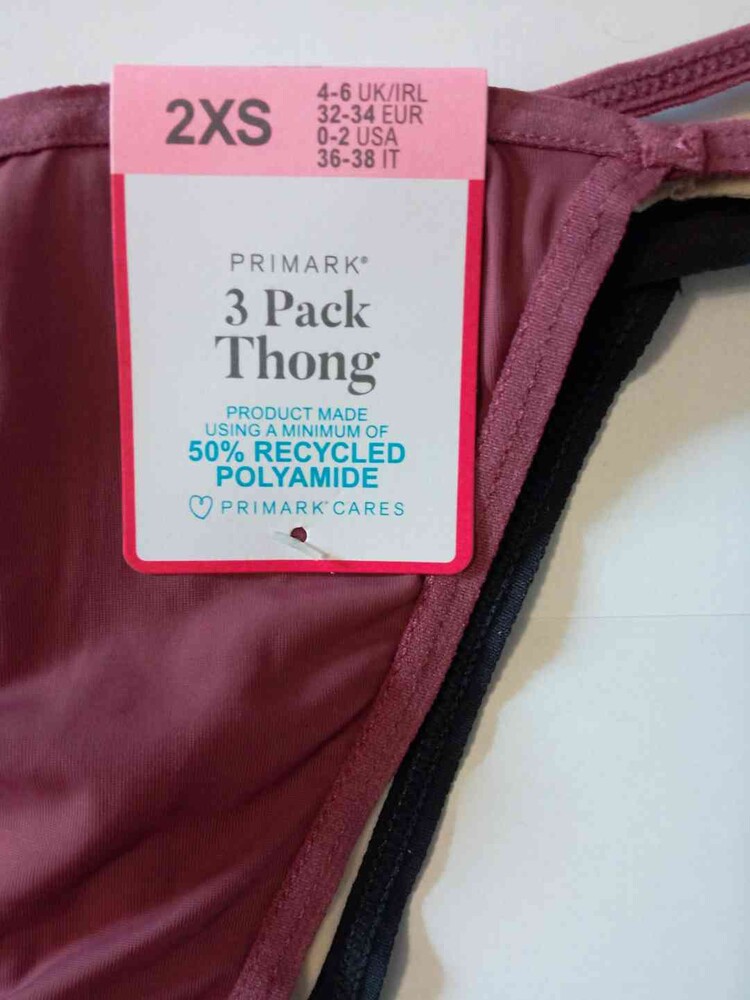 2XS
4-6 UK/IRL
32-34 EUR
0-2 USA
36-38 IT
PRIMARK®
3 Pack
Thong
PRODUCT MADE
USING A MINIMUM OF
50% RECYCLED
POLYAMIDE
PRIMARK® CARES